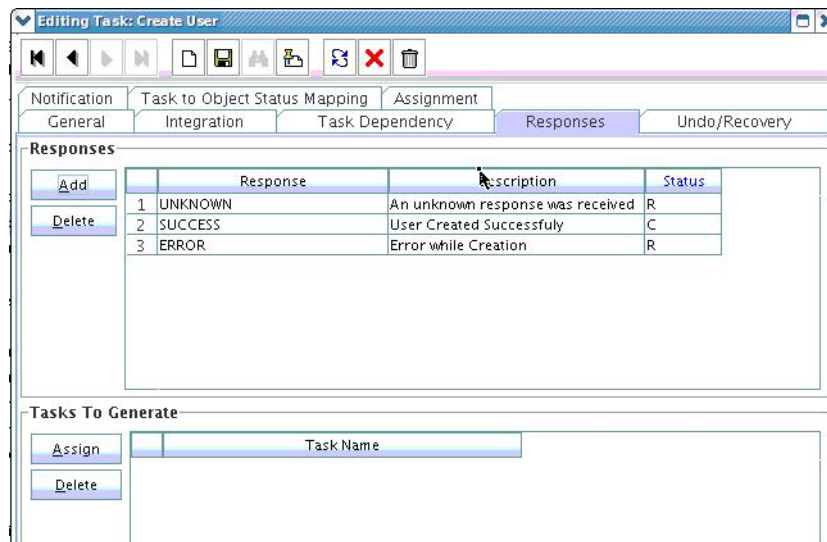 Editing Task: Create User
Notification Task to Object Status Mapping Assignment
General Integration Task Dependency Responses Undo/Recovery
Responses
Add
Delete
Response Status
1 UNKNOWN An unknown response was received R
2 SUCCESS User Created Successfuly C
3 ERROR Error while Creation R
Tasks To Generate
Assign
Delete
Task Name